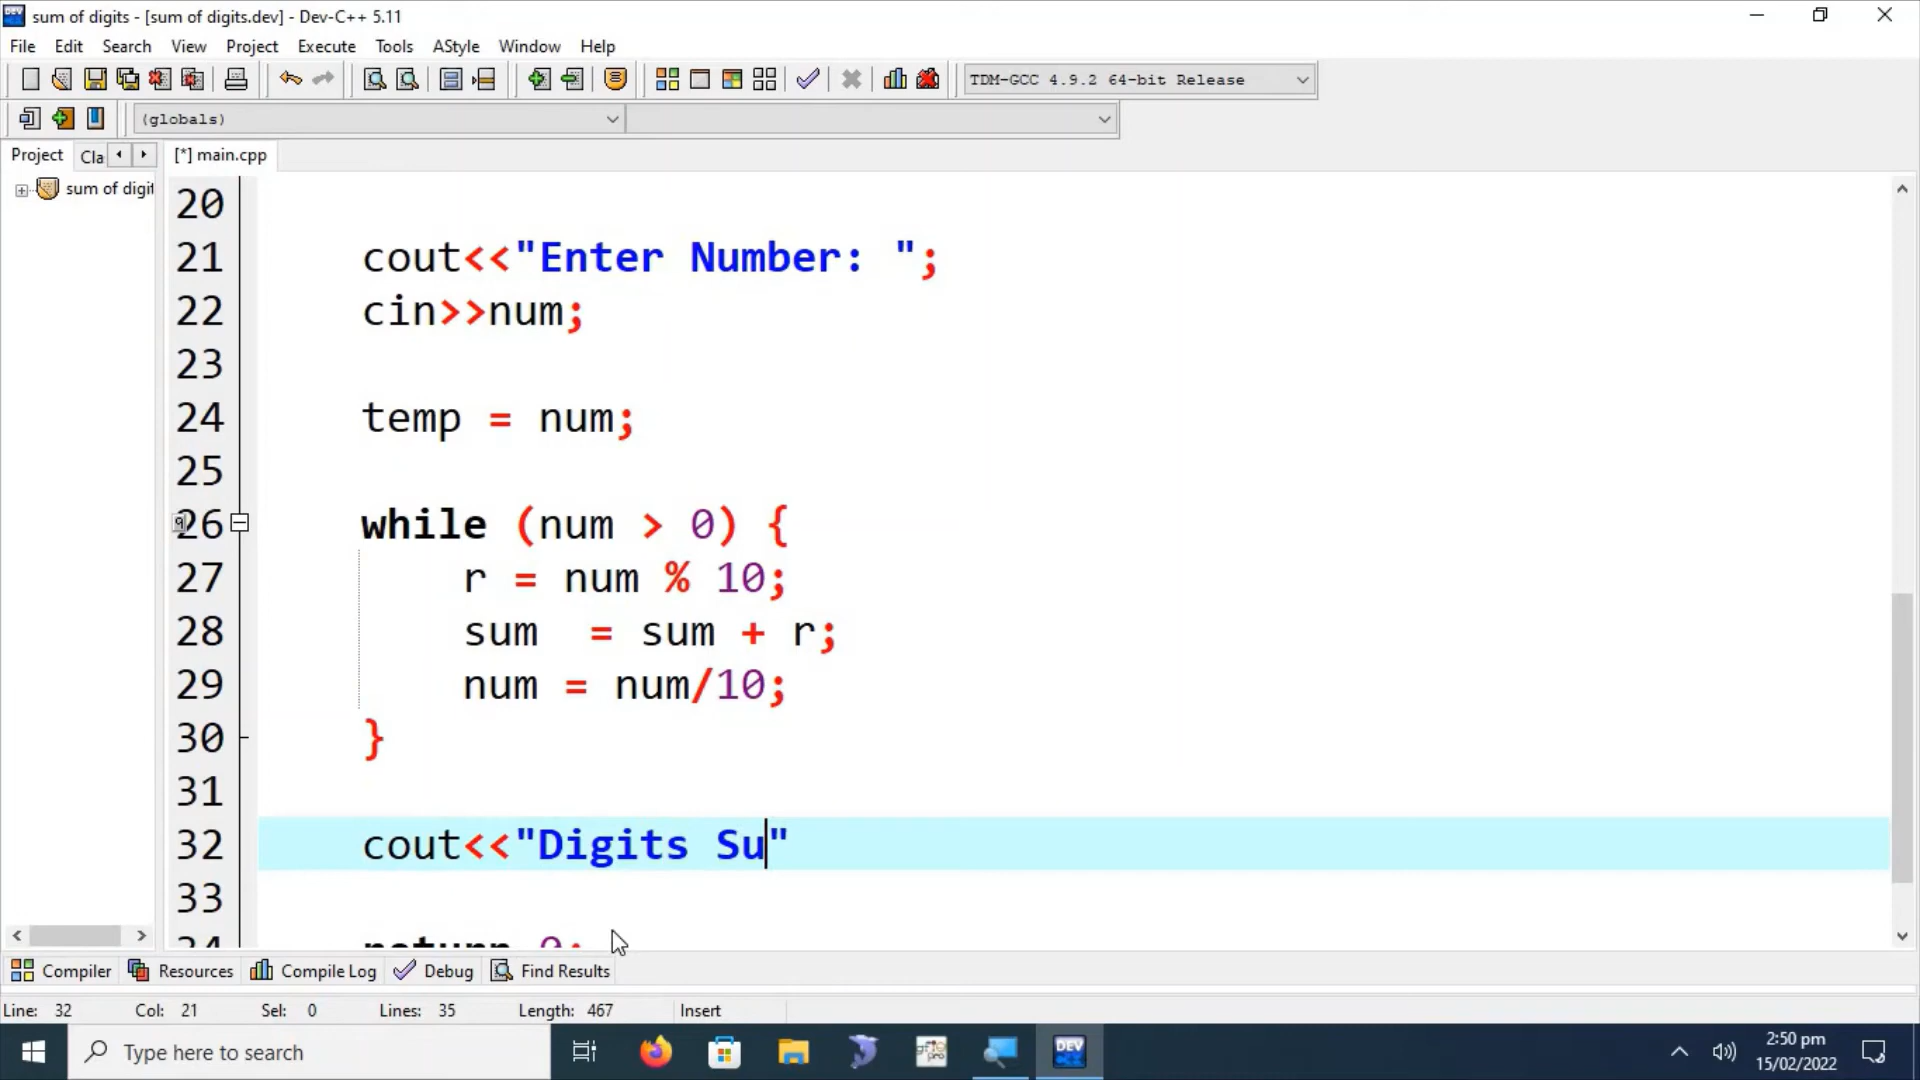 sum of digits - [sum of digits.dev] - Dev-C++ 5.11
File Edit Search View Project Execute Tools AStyle Window Help
TDM-GCC 4.9.2 64-bit Release
(globals)
Project Cla [*] main.cpp
sum of digit
20
21 cout<<"Enter Number: ";
22 cin>>num;
23
24 temp = num;
25
26 while (num > 0) {
27 r = num % 10;
28 sum  = sum + r;
29 num = num/10;
30 }
31
32 cout<<"Digits Su"
33
34 return 0;
Compiler Resources Compile Log Debug Find Results
Line: 32 Col: 21 Sel: 0 Lines: 35 Length: 467 Insert
Type here to search
DEV
2:50 pm
15/02/2022